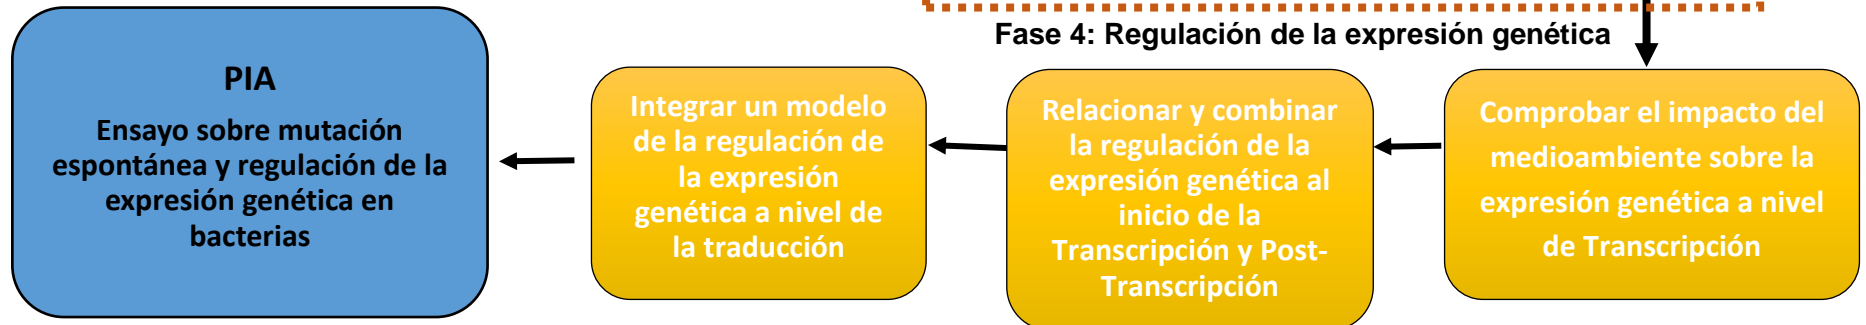 Fase 4: Regulación de la expresión genética
PIA
Ensayo sobre mutación
espontánea y regulación de la
expresión genética en
bacterias
Integrar un modelo
de la regulación de
la expresión
genética a nivel de
la traducción
Relacionar y combinar
la regulación de la
expresión genética al
inicio de la
Transcripción y Post-
Transcripción
Comprobar el impacto del
medioambiente sobre la
expresión genética a nivel
de Transcripción